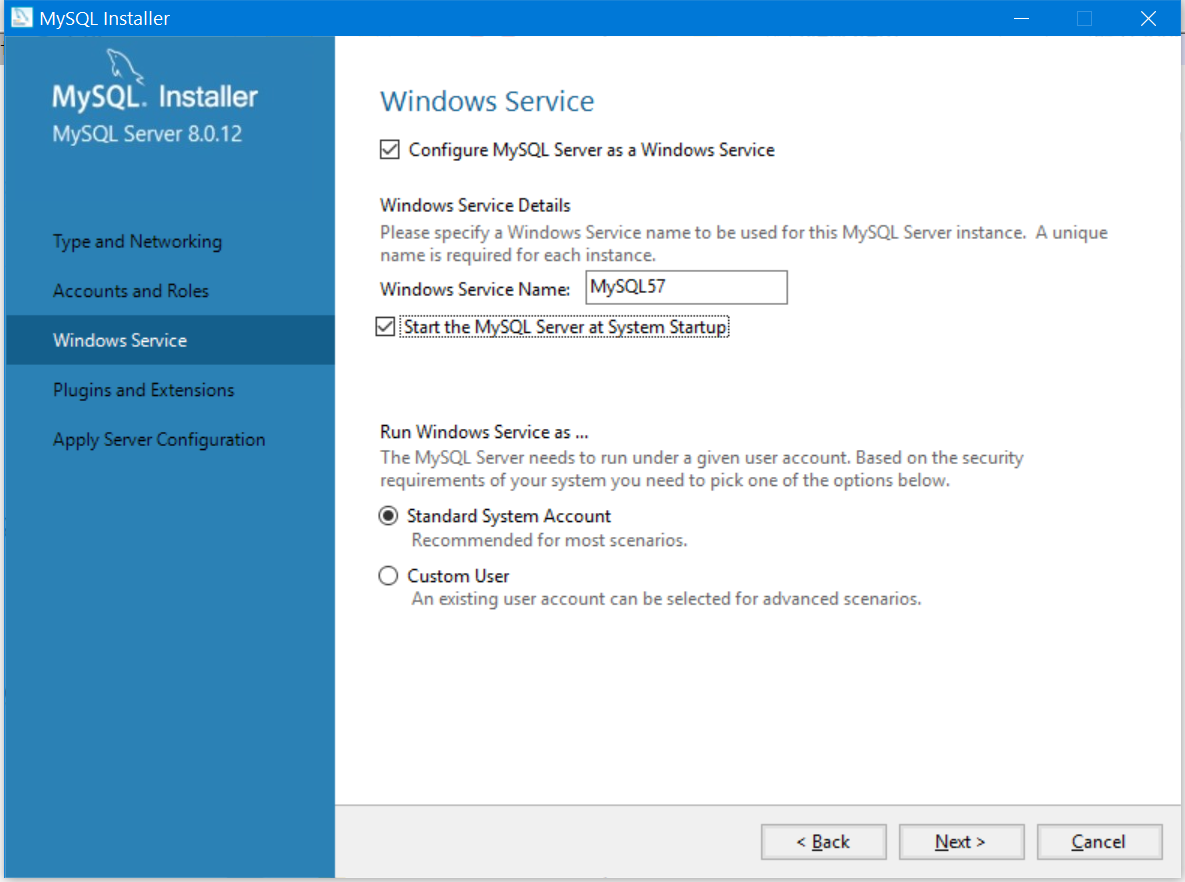 MySQL Installer
MySQL. Installer
MySQL Server 8.0.12
Type and Networking
Accounts and Roles
Windows Service
Plugins and Extensions
Apply Server Configuration
Windows Service
Configure MySQL Server as a Windows Service
Windows Service Details
Please specify a Windows Service name to be used for this MySQL Server instance.  A unique
name is required for each instance.
Windows Service Name: MySQL57
Start the MySQL Server at System Startup
Run Windows Service as ...
The MySQL Server needs to run under a given user account. Based on the security
requirements of your system you need to pick one of the options below.
Standard System Account
Recommended for most scenarios.
Custom User
An existing user account can be selected for advanced scenarios.
< Back Next > Cancel